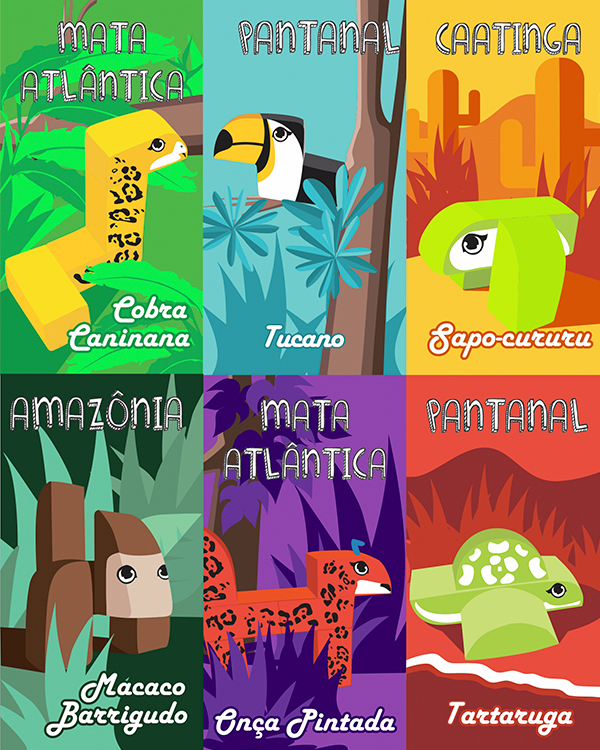 MATA
ATLÂNTICA
Cobra
Caninana
PANTANAL
Tucano
CAATINGA
Sapo-cururu
AMAZÔNIA
Macaco
Barrigudo
MATA
ATLÂNTICA
Onça Pintada
PANTANAL
Tartaruga